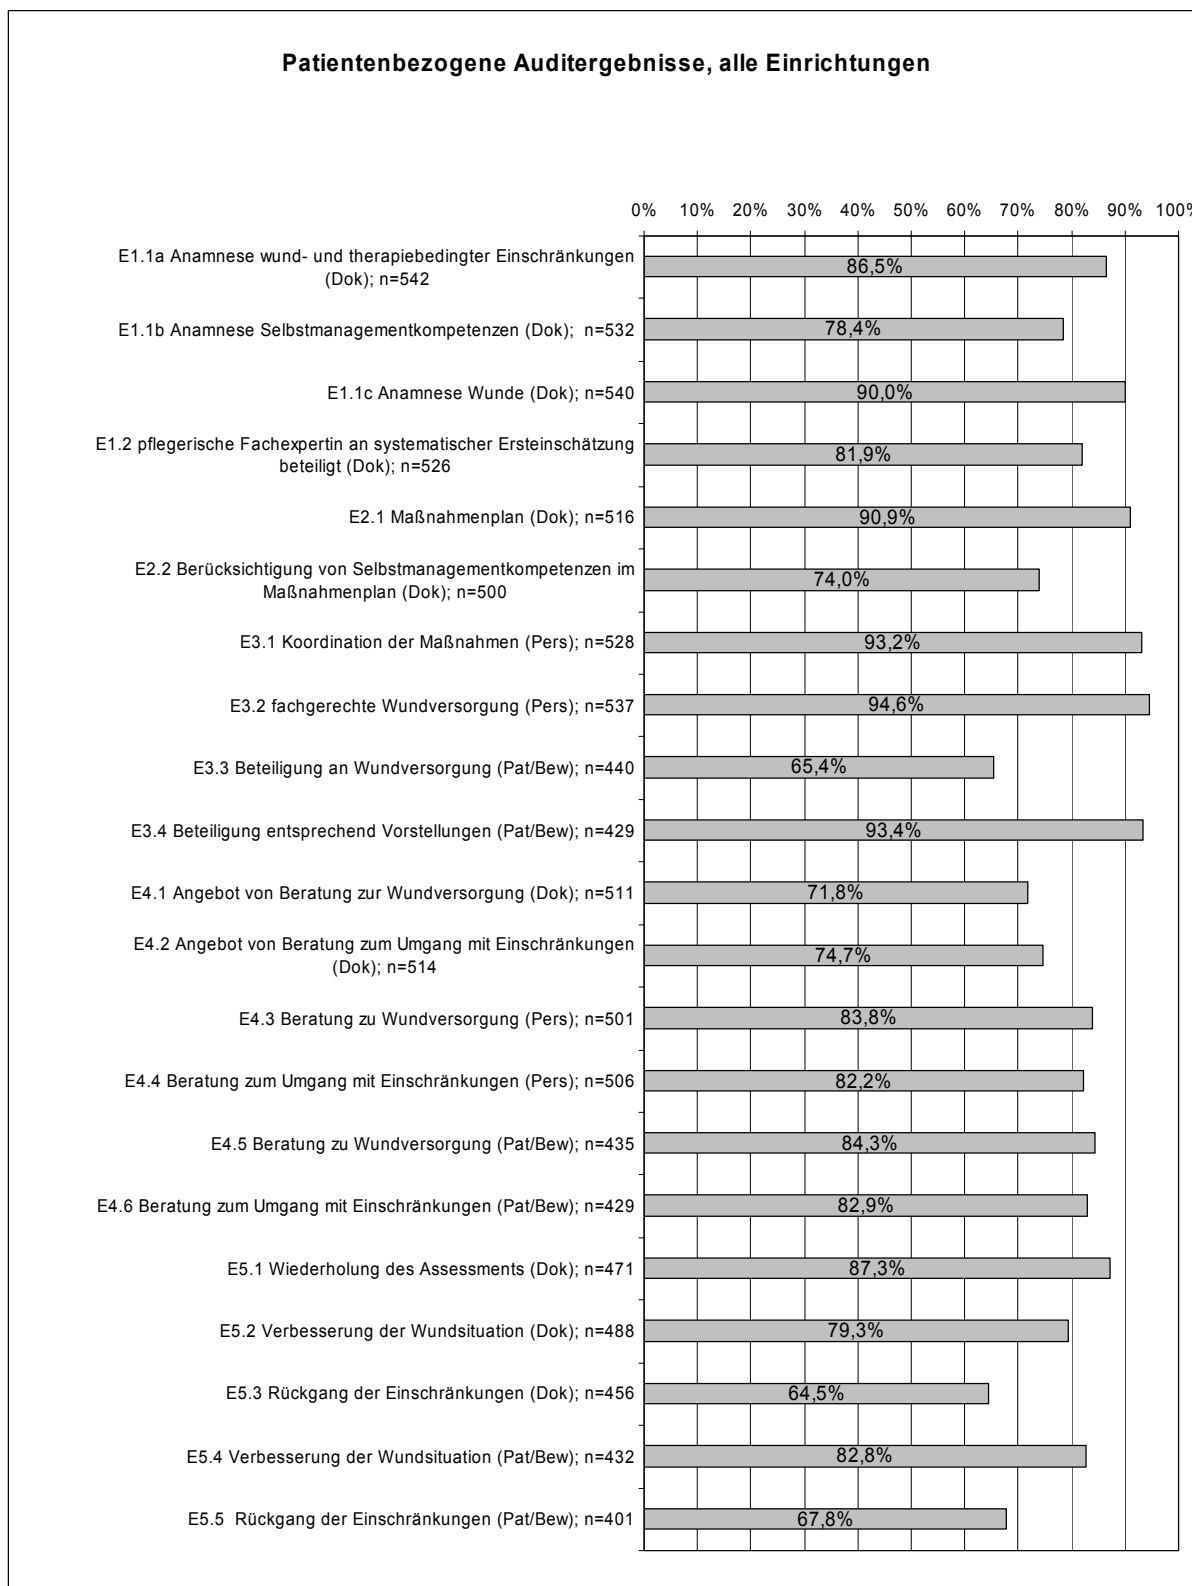 Patientenbezogene Auditergebnisse, alle Einrichtungen
0% 10% 20% 30% 40% 50% 60% 70% 80% 90% 100%
E1.1a Anamnese wund- und therapiebedingter Einschränkungen
(Dok); n=542
86,5%
E1.1b Anamnese Selbstmanagementkompetenzen (Dok); n=532
78,4%
E1.1c Anamnese Wunde (Dok); n=540
90,0%
E1.2 pflegerische Fachexpertin an systematischer Ersteinschätzung
beteiligt (Dok); n=526
81,9%
E2.1 Maßnahmenplan (Dok); n=516
90,9%
E2.2 Berücksichtigung von Selbstmanagementkompetenzen im
Maßnahmenplan (Dok); n=500
74,0%
E3.1 Koordination der Maßnahmen (Pers); n=528
93,2%
E3.2 fachgerechte Wundversorgung (Pers); n=537
94,6%
E3.3 Beteiligung an Wundversorgung (Pat/Bew); n=440
65,4%
E3.4 Beteiligung entsprechend Vorstellungen (Pat/Bew); n=429
93,4%
E4.1 Angebot von Beratung zur Wundversorgung (Dok); n=511
71,8%
E4.2 Angebot von Beratung zum Umgang mit Einschränkungen
(Dok); n=514
74,7%
E4.3 Beratung zu Wundversorgung (Pers); n=501
83,8%
E4.4 Beratung zum Umgang mit Einschränkungen (Pers); n=506
82,2%
E4.5 Beratung zu Wundversorgung (Pat/Bew); n=435
84,3%
E4.6 Beratung zum Umgang mit Einschränkungen (Pat/Bew); n=429
82,9%
E5.1 Wiederholung des Assessments (Dok); n=471
87,3%
E5.2 Verbesserung der Wundsituation (Dok); n=488
79,3%
E5.3 Rückgang der Einschränkungen (Dok); n=456
64,5%
E5.4 Verbesserung der Wundsituation (Pat/Bew); n=432
82,8%
E5.5 Rückgang der Einschränkungen (Pat/Bew); n=401
67,8%